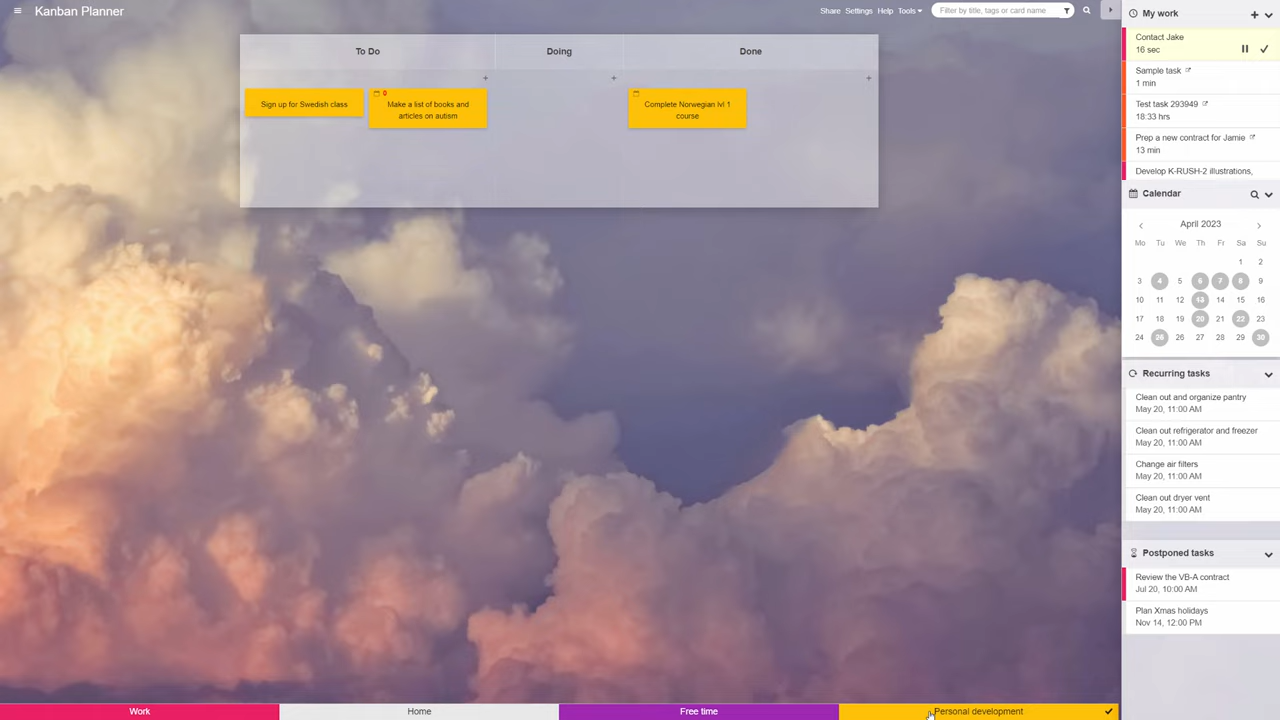 Kanban Planner
Share Settings Help Tools
Filter by title, tags or card name
To Do
Doing
Done
+
+
+
Sign up for Swedish class
Make a list of books and
articles on autism
Complete Norwegian lvl 1
course
My work
Contact Jake
16 sec
Sample task
1 min
Test task 293949
18:33 hrs
Prep a new contract for Jamie
13 min
Develop K-RUSH-2 illustrations,
Calendar
April 2023
Mo Tu We Th Fr Sa Su
1 2
3 4 5 6 7 8 9
10 11 12 13 14 15 16
17 18 19 20 21 22 23
24 25 26 27 28 29 30
Recurring tasks
Clean out and organize pantry
May 20, 11:00 AM
Clean out refrigerator and freezer
May 20, 11:00 AM
Change air filters
May 20, 11:00 AM
Clean out dryer vent
May 20, 11:00 AM
Postponed tasks
Review the VB-A contract
Jul 20, 10:00 AM
Plan Xmas holidays
Nov 14, 12:00 PM
Work
Home
Free time
Personal development